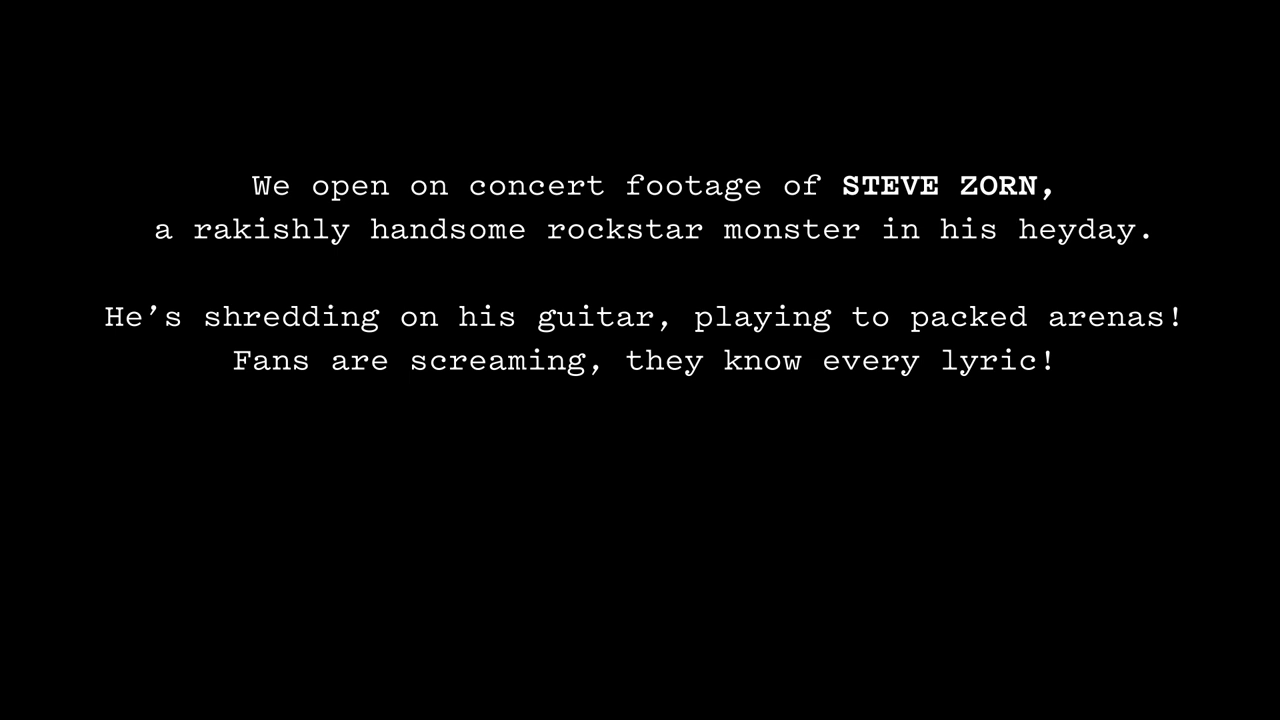 We open on concert footage of STEVE ZORN,
a rakishly handsome rockstar monster in his heyday.
He’s shredding on his guitar, playing to packed arenas!
Fans are screaming, they know every lyric!